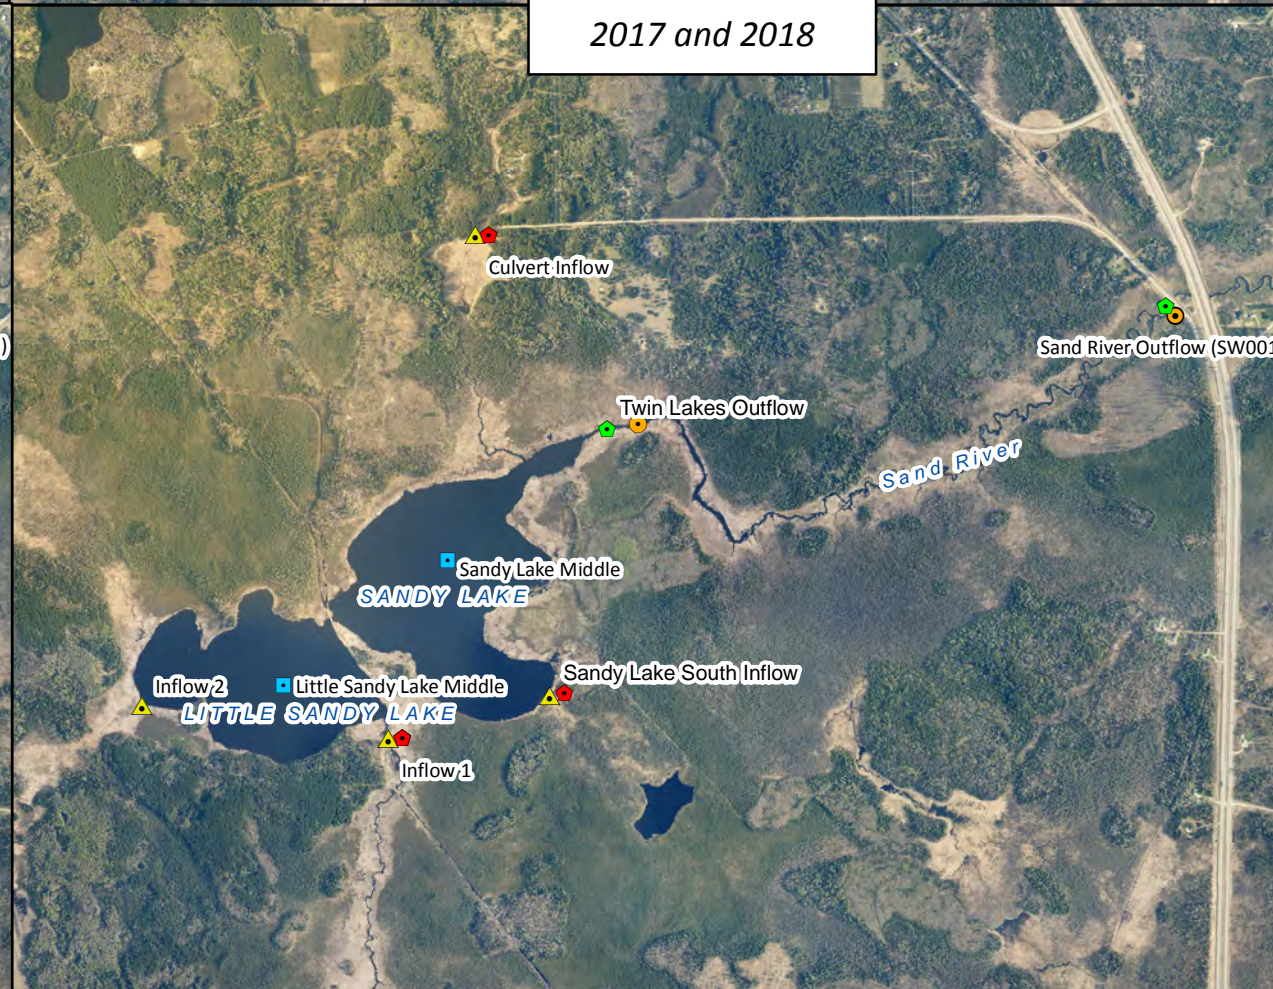 2017 and 2018
Culvert Inflow
)
Sand River Outflow (SW001
Twin Lakes Outflow
Sand River
Sandy Lake Middle
SANDY LAKE
Sandy Lake South Inflow
Inflow 2
Little Sandy Lake Middle
LITTLE SANDY LAKE
Inflow 1